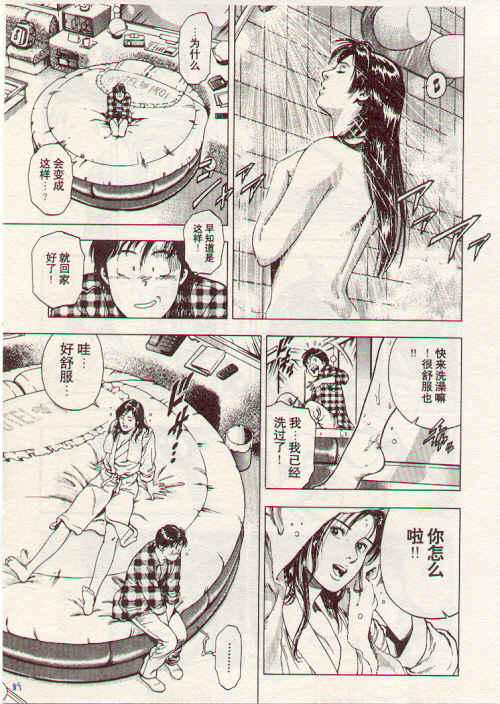 …为什么
会变成
这样…?
早知道是
这样!
就回家
好了!
快来洗澡嘛
!很舒服也
!!
我…我已经
洗过了!
你怎么
啦!!
哇…
好舒服…
………